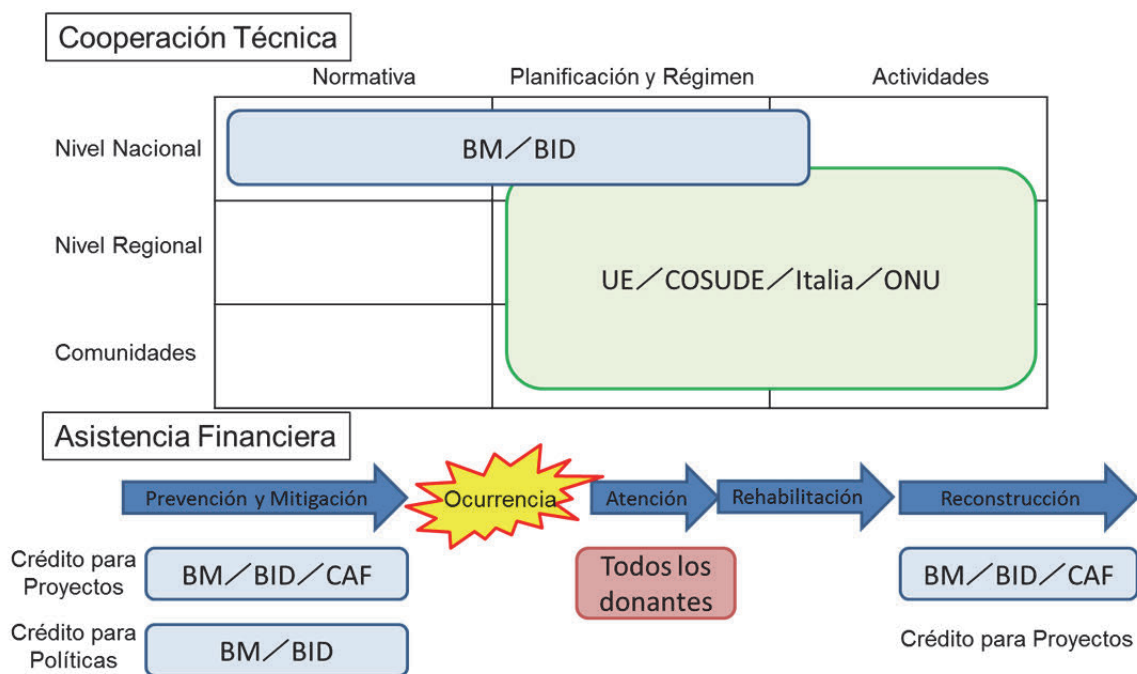 Cooperación Técnica
Normativa
Planificación y Régimen
Actividades
Nivel Nacional
BM／BID
Nivel Regional
UE／COSUDE／Italia／ONU
Comunidades
Asistencia Financiera
Prevención y Mitigación
Ocurrencia
Atención
Rehabilitación
Reconstrucción
Crédito para
Proyectos
BM／BID／CAF
Todos los
donantes
BM／BID／CAF
Crédito para
Políticas
BM／BID
Crédito para Proyectos